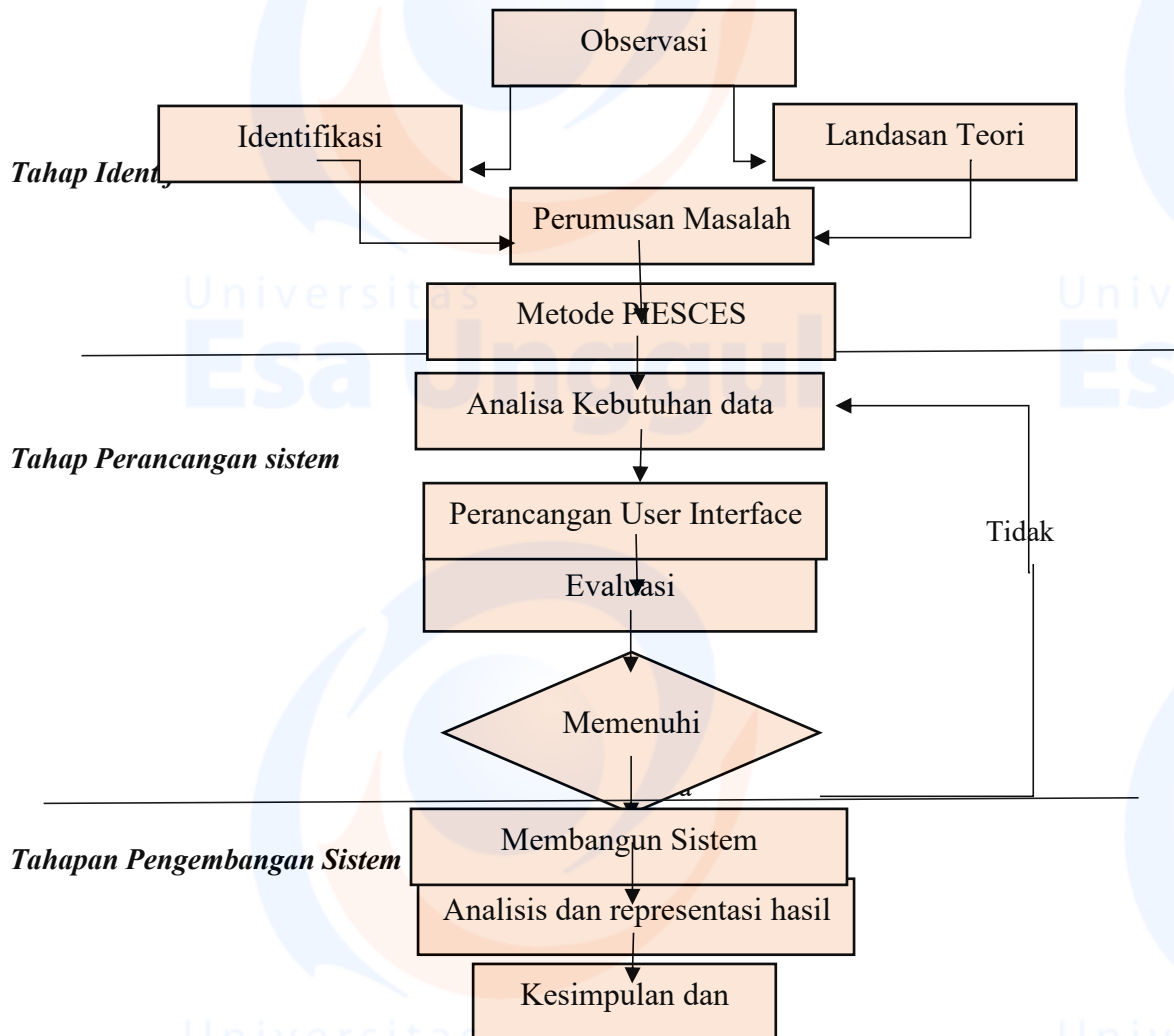 Observasi
Identifikasi
Landasan Teori
Tahap
Perumusan Masalah
Universitas
Esa Unggul
Metode PIESCES
Analisa Kebutuhan data
Tahap Perancangan sistem
Perancangan User Interface
Tidak
Evaluasi
Memenuhi
Membangun Sistem
Tahapan Pengembangan Sistem
Analisis dan representasi hasil
Kesimpulan dan